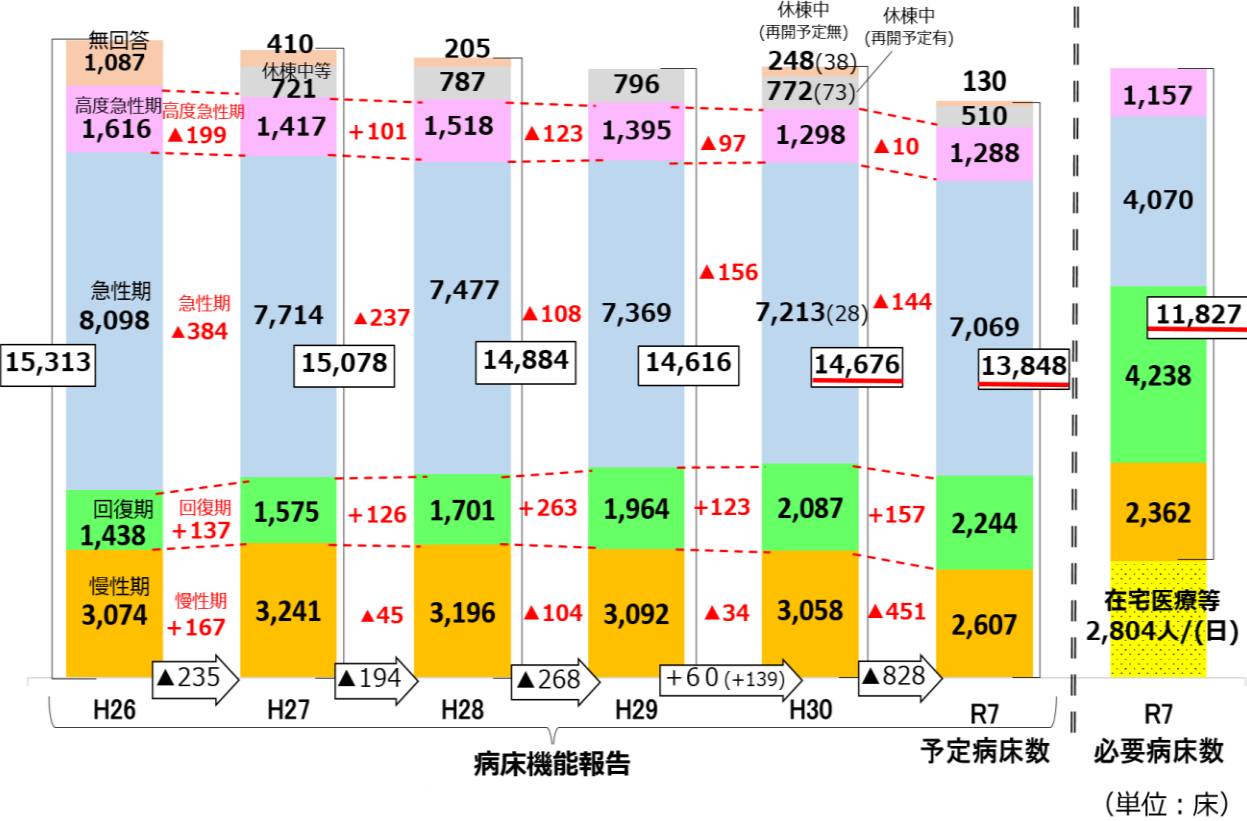 休棟中
(再開予定無)
休棟中
(再開予定有)
無回答
1,087
410
休棟中等
721
205
787
796
248(38)
772(73)
130
510
1,157
高度急性期
1,616
高度急性期
▲199
1,417
+101
1,518
▲123
1,395
▲97
1,298
▲10
1,288
4,070
急性期
8,098
急性期
▲384
7,714
▲237
7,477
▲108
7,369
▲156
7,213(28)
▲144
7,069
11,827
15,313
15,078
14,884
14,616
14,676
13,848
4,238
回復期
1,438
回復期
+137
1,575
+126
1,701
+263
1,964
+123
2,087
+157
2,244
2,362
慢性期
3,074
慢性期
+167
3,241
▲45
3,196
▲104
3,092
▲34
3,058
▲451
2,607
在宅医療等
2,804人/(日)
▲235
▲194
▲268
+60(+139)
▲828
H26
H27
H28
H29
H30
R7
予定病床数
R7
必要病床数
病床機能報告
（単位：床）